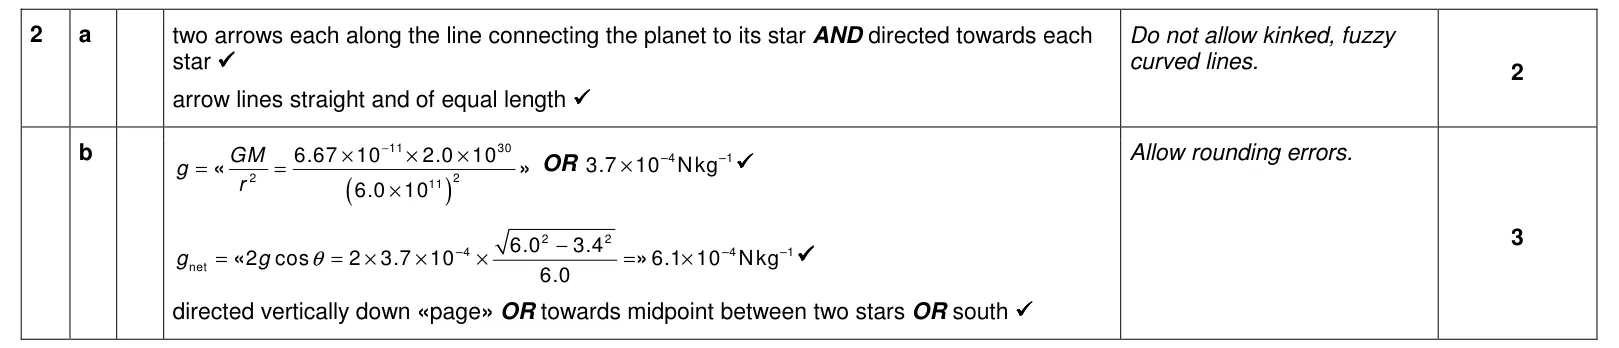 2 a two arrows each along the line connecting the planet to its star AND directed towards each Do not allow kinked, fuzzy
star ✓ curved lines. 2
arrow lines straight and of equal length ✓
b g = «GM/r² = (6.67×10⁻¹¹×2.0×10³⁰)/(6.0×10¹¹)²» OR 3.7×10⁻⁴Nkg⁻¹✓ Allow rounding errors.
g_net = «2g cos θ = 2×3.7×10⁻⁴×√(6.0²−3.4²)/6.0 =» 6.1×10⁻⁴Nkg⁻¹✓ 3
directed vertically down «page» OR towards midpoint between two stars OR south ✓